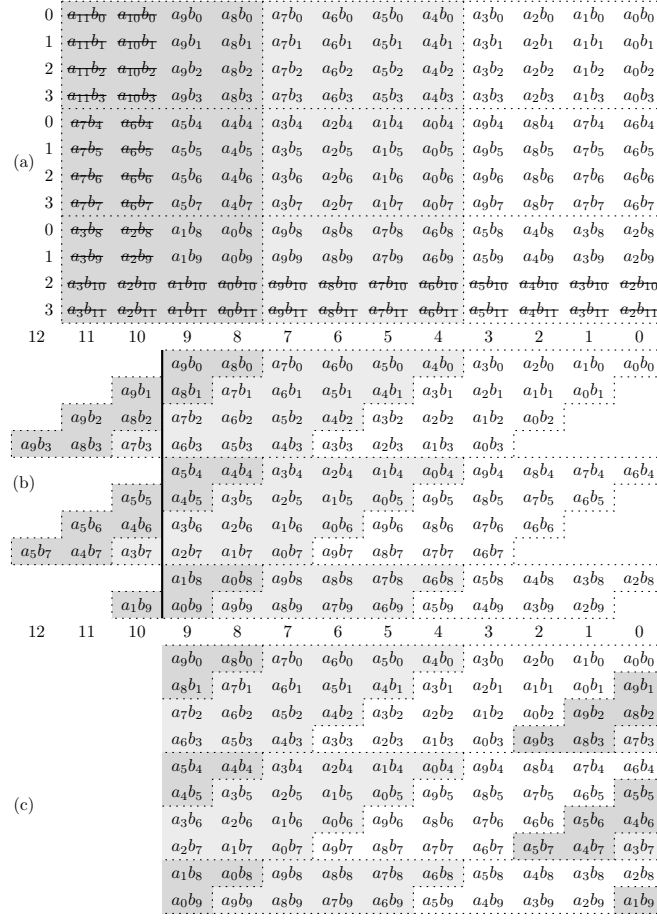 0 a₁₁b₀ a₁₀b₀ a₉b₀ a₈b₀ a₇b₀ a₆b₀ a₅b₀ a₄b₀ a₃b₀ a₂b₀ a₁b₀ a₀b₀
1 a₁₁b₁ a₁₀b₁ a₉b₁ a₈b₁ a₇b₁ a₆b₁ a₅b₁ a₄b₁ a₃b₁ a₂b₁ a₁b₁ a₀b₁
2 a₁₁b₂ a₁₀b₂ a₉b₂ a₈b₂ a₇b₂ a₆b₂ a₅b₂ a₄b₂ a₃b₂ a₂b₂ a₁b₂ a₀b₂
3 a₁₁b₃ a₁₀b₃ a₉b₃ a₈b₃ a₇b₃ a₆b₃ a₅b₃ a₄b₃ a₃b₃ a₂b₃ a₁b₃ a₀b₃
0 a₇b₄ a₆b₄ a₅b₄ a₄b₄ a₃b₄ a₂b₄ a₁b₄ a₀b₄ a₉b₄ a₈b₄ a₇b₄ a₆b₄
1 a₇b₅ a₆b₅ a₅b₅ a₄b₅ a₃b₅ a₂b₅ a₁b₅ a₀b₅ a₉b₅ a₈b₅ a₇b₅ a₆b₅
(a)
2 a₇b₆ a₆b₆ a₅b₆ a₄b₆ a₃b₆ a₂b₆ a₁b₆ a₀b₆ a₉b₆ a₈b₆ a₇b₆ a₆b₆
3 a₇b₇ a₆b₇ a₅b₇ a₄b₇ a₃b₇ a₂b₇ a₁b₇ a₀b₇ a₉b₇ a₈b₇ a₇b₇ a₆b₇
0 a₃b₈ a₂b₈ a₁b₈ a₀b₈ a₉b₈ a₈b₈ a₇b₈ a₆b₈ a₅b₈ a₄b₈ a₃b₈ a₂b₈
1 a₃b₉ a₂b₉ a₁b₉ a₀b₉ a₉b₉ a₈b₉ a₇b₉ a₆b₉ a₅b₉ a₄b₉ a₃b₉ a₂b₉
2 a₃b₁₀ a₂b₁₀ a₁b₁₀ a₀b₁₀ a₉b₁₀ a₈b₁₀ a₇b₁₀ a₆b₁₀ a₅b₁₀ a₄b₁₀ a₃b₁₀ a₂b₁₀
3 a₃b₁₁ a₂b₁₁ a₁b₁₁ a₀b₁₁ a₉b₁₁ a₈b₁₁ a₇b₁₁ a₆b₁₁ a₅b₁₁ a₄b₁₁ a₃b₁₁ a₂b₁₁
12 11 10 9 8 7 6 5 4 3 2 1 0
a₉b₀ a₈b₀ a₇b₀ a₆b₀ a₅b₀ a₄b₀ a₃b₀ a₂b₀ a₁b₀ a₀b₀
a₉b₁ a₈b₁ a₇b₁ a₆b₁ a₅b₁ a₄b₁ a₃b₁ a₂b₁ a₁b₁ a₀b₁
a₉b₂ a₈b₂ a₇b₂ a₆b₂ a₅b₂ a₄b₂ a₃b₂ a₂b₂ a₁b₂ a₀b₂
a₉b₃ a₈b₃ a₇b₃ a₆b₃ a₅b₃ a₄b₃ a₃b₃ a₂b₃ a₁b₃ a₀b₃
a₅b₄ a₄b₄ a₃b₄ a₂b₄ a₁b₄ a₀b₄ a₉b₄ a₈b₄ a₇b₄ a₆b₄
(b)
a₅b₅ a₄b₅ a₃b₅ a₂b₅ a₁b₅ a₀b₅ a₉b₅ a₈b₅ a₇b₅ a₆b₅
a₅b₆ a₄b₆ a₃b₆ a₂b₆ a₁b₆ a₀b₆ a₉b₆ a₈b₆ a₇b₆ a₆b₆
a₅b₇ a₄b₇ a₃b₇ a₂b₇ a₁b₇ a₀b₇ a₉b₇ a₈b₇ a₇b₇ a₆b₇
a₁b₈ a₀b₈ a₉b₈ a₈b₈ a₇b₈ a₆b₈ a₅b₈ a₄b₈ a₃b₈ a₂b₈
a₁b₉ a₀b₉ a₉b₉ a₈b₉ a₇b₉ a₆b₉ a₅b₉ a₄b₉ a₃b₉ a₂b₉
12 11 10 9 8 7 6 5 4 3 2 1 0
a₉b₀ a₈b₀ a₇b₀ a₆b₀ a₅b₀ a₄b₀ a₃b₀ a₂b₀ a₁b₀ a₀b₀
a₈b₁ a₇b₁ a₆b₁ a₅b₁ a₄b₁ a₃b₁ a₂b₁ a₁b₁ a₀b₁ a₉b₁
a₇b₂ a₆b₂ a₅b₂ a₄b₂ a₃b₂ a₂b₂ a₁b₂ a₀b₂ a₉b₂ a₈b₂
a₆b₃ a₅b₃ a₄b₃ a₃b₃ a₂b₃ a₁b₃ a₀b₃ a₉b₃ a₈b₃ a₇b₃
a₅b₄ a₄b₄ a₃b₄ a₂b₄ a₁b₄ a₀b₄ a₉b₄ a₈b₄ a₇b₄ a₆b₄
a₄b₅ a₃b₅ a₂b₅ a₁b₅ a₀b₅ a₉b₅ a₈b₅ a₇b₅ a₆b₅ a₅b₅
(c)
a₃b₆ a₂b₆ a₁b₆ a₀b₆ a₉b₆ a₈b₆ a₇b₆ a₆b₆ a₅b₆ a₄b₆
a₂b₇ a₁b₇ a₀b₇ a₉b₇ a₈b₇ a₇b₇ a₆b₇ a₅b₇ a₄b₇ a₃b₇
a₁b₈ a₀b₈ a₉b₈ a₈b₈ a₇b₈ a₆b₈ a₅b₈ a₄b₈ a₃b₈ a₂b₈
a₀b₉ a₉b₉ a₈b₉ a₇b₉ a₆b₉ a₅b₉ a₄b₉ a₃b₉ a₂b₉ a₁b₉